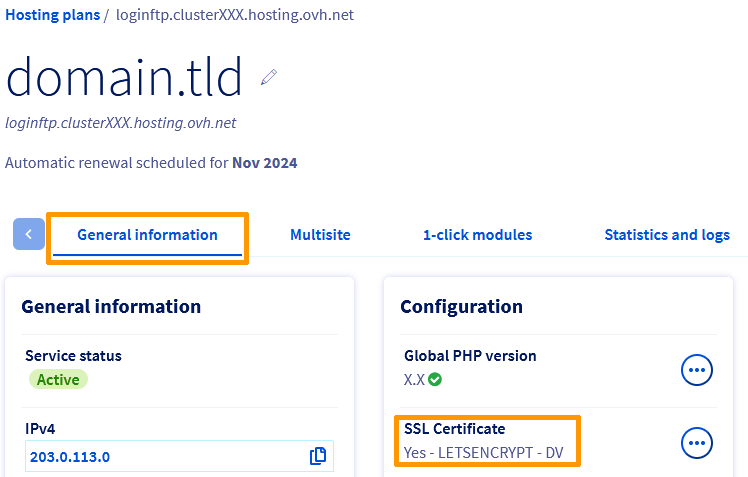 Hosting plans / loginftp.clusterXXX.hosting.ovh.net
domain.tld
loginftp.clusterXXX.hosting.ovh.net
Automatic renewal scheduled for Nov 2024
General information Multisite 1-click modules Statistics and logs
General information
Service status
Active
IPv4
203.0.113.0
Configuration
Global PHP version
X.X
SSL Certificate
Yes - LETSENCRYPT - DV